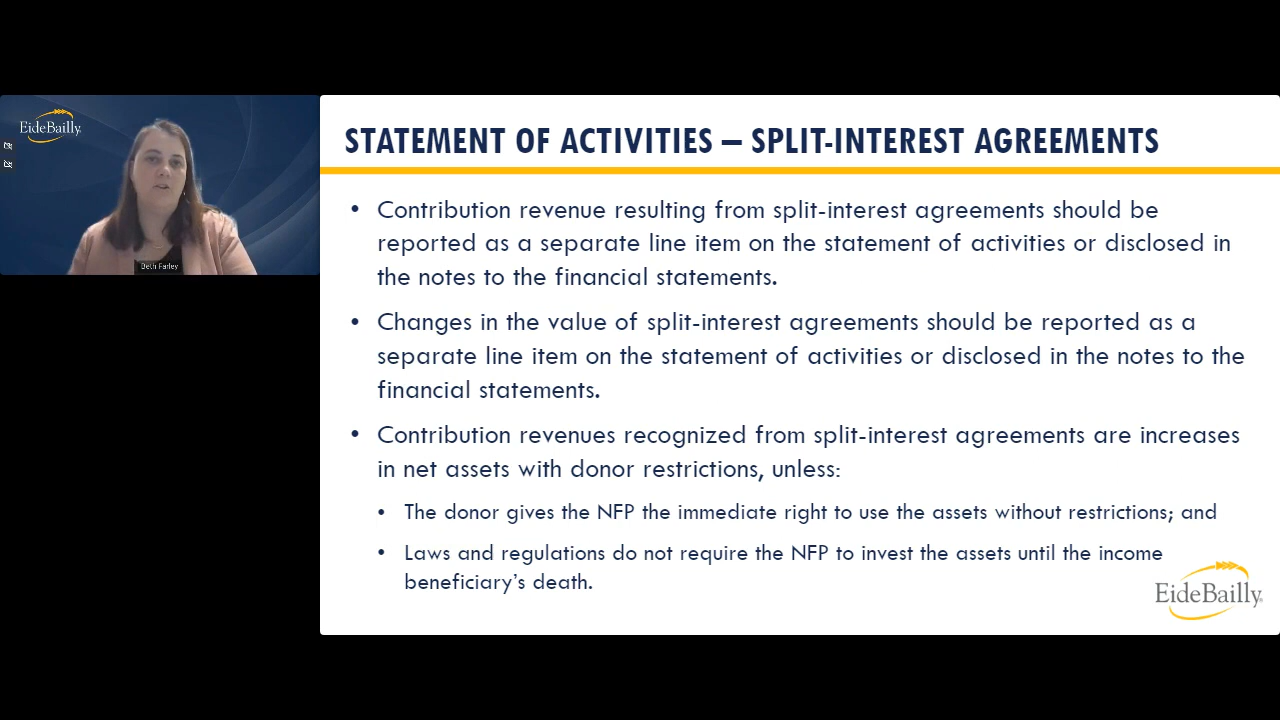 EideBailly
Beth Farley
STATEMENT OF ACTIVITIES – SPLIT-INTEREST AGREEMENTS
• Contribution revenue resulting from split-interest agreements should be
reported as a separate line item on the statement of activities or disclosed in
the notes to the financial statements.
• Changes in the value of split-interest agreements should be reported as a
separate line item on the statement of activities or disclosed in the notes to the
financial statements.
• Contribution revenues recognized from split-interest agreements are increases
in net assets with donor restrictions, unless:
• The donor gives the NFP the immediate right to use the assets without restrictions; and
• Laws and regulations do not require the NFP to invest the assets until the income
beneficiary’s death.
EideBailly®